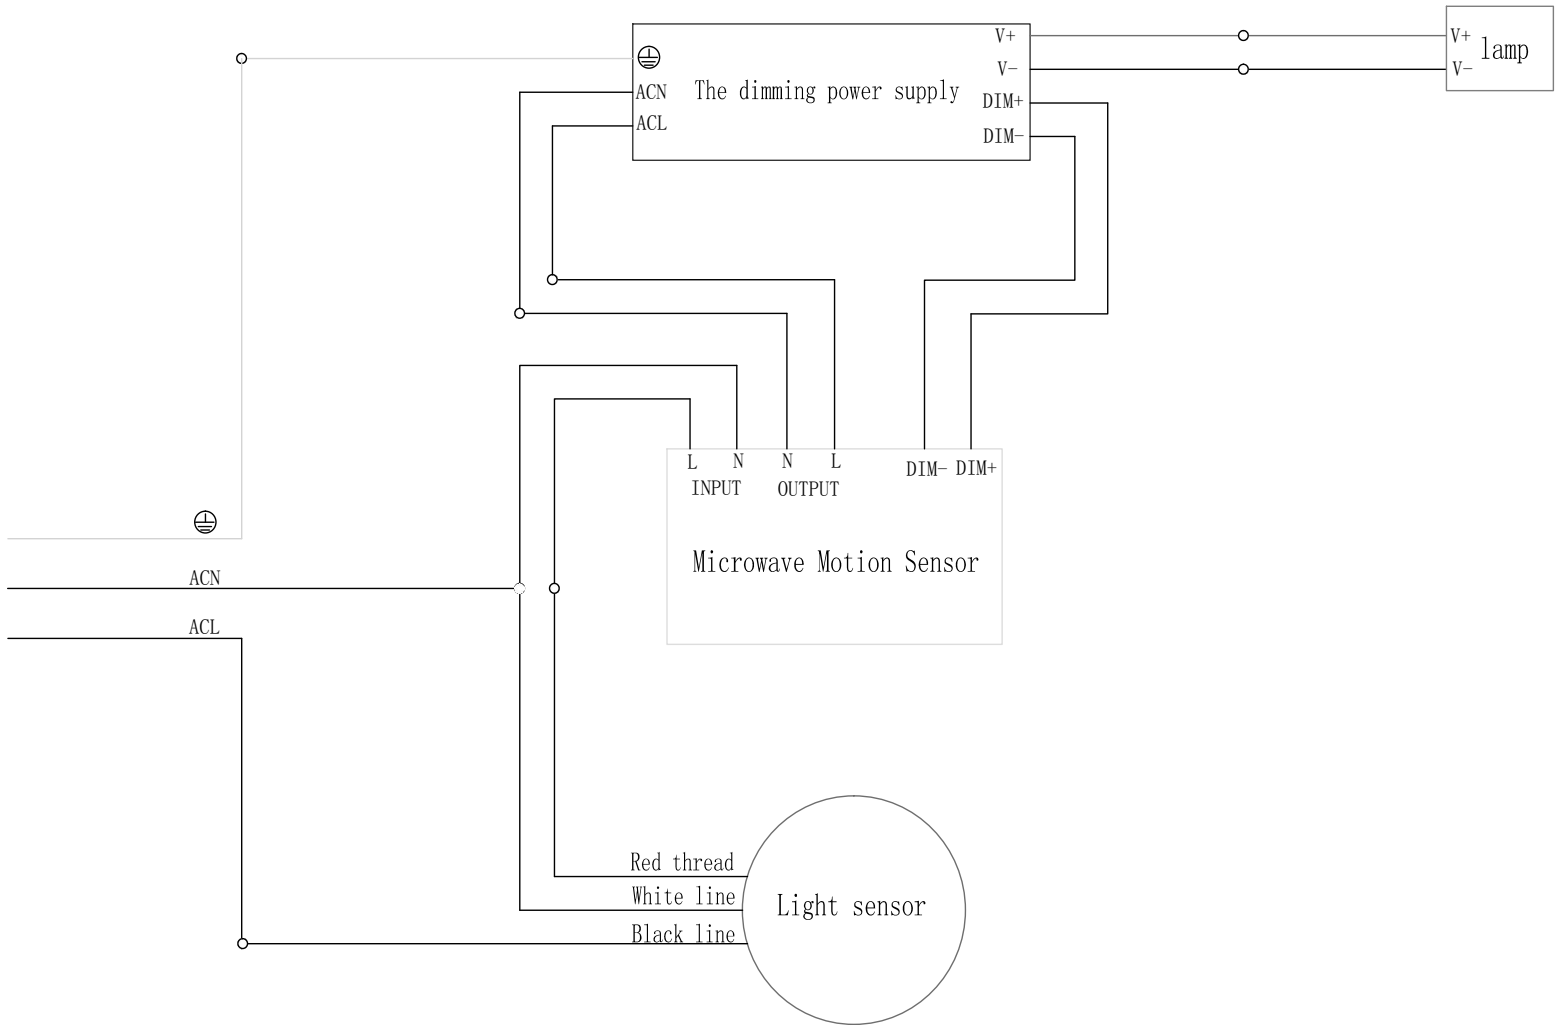 V+
V+
lamp
V-
V-
ACN
The dimming power supply
DIM+
ACL
DIM-
L
N
N
L
DIM-
DIM+
INPUT
OUTPUT
Microwave Motion Sensor
ACN
ACL
Red thread
White line
Light sensor
Black line